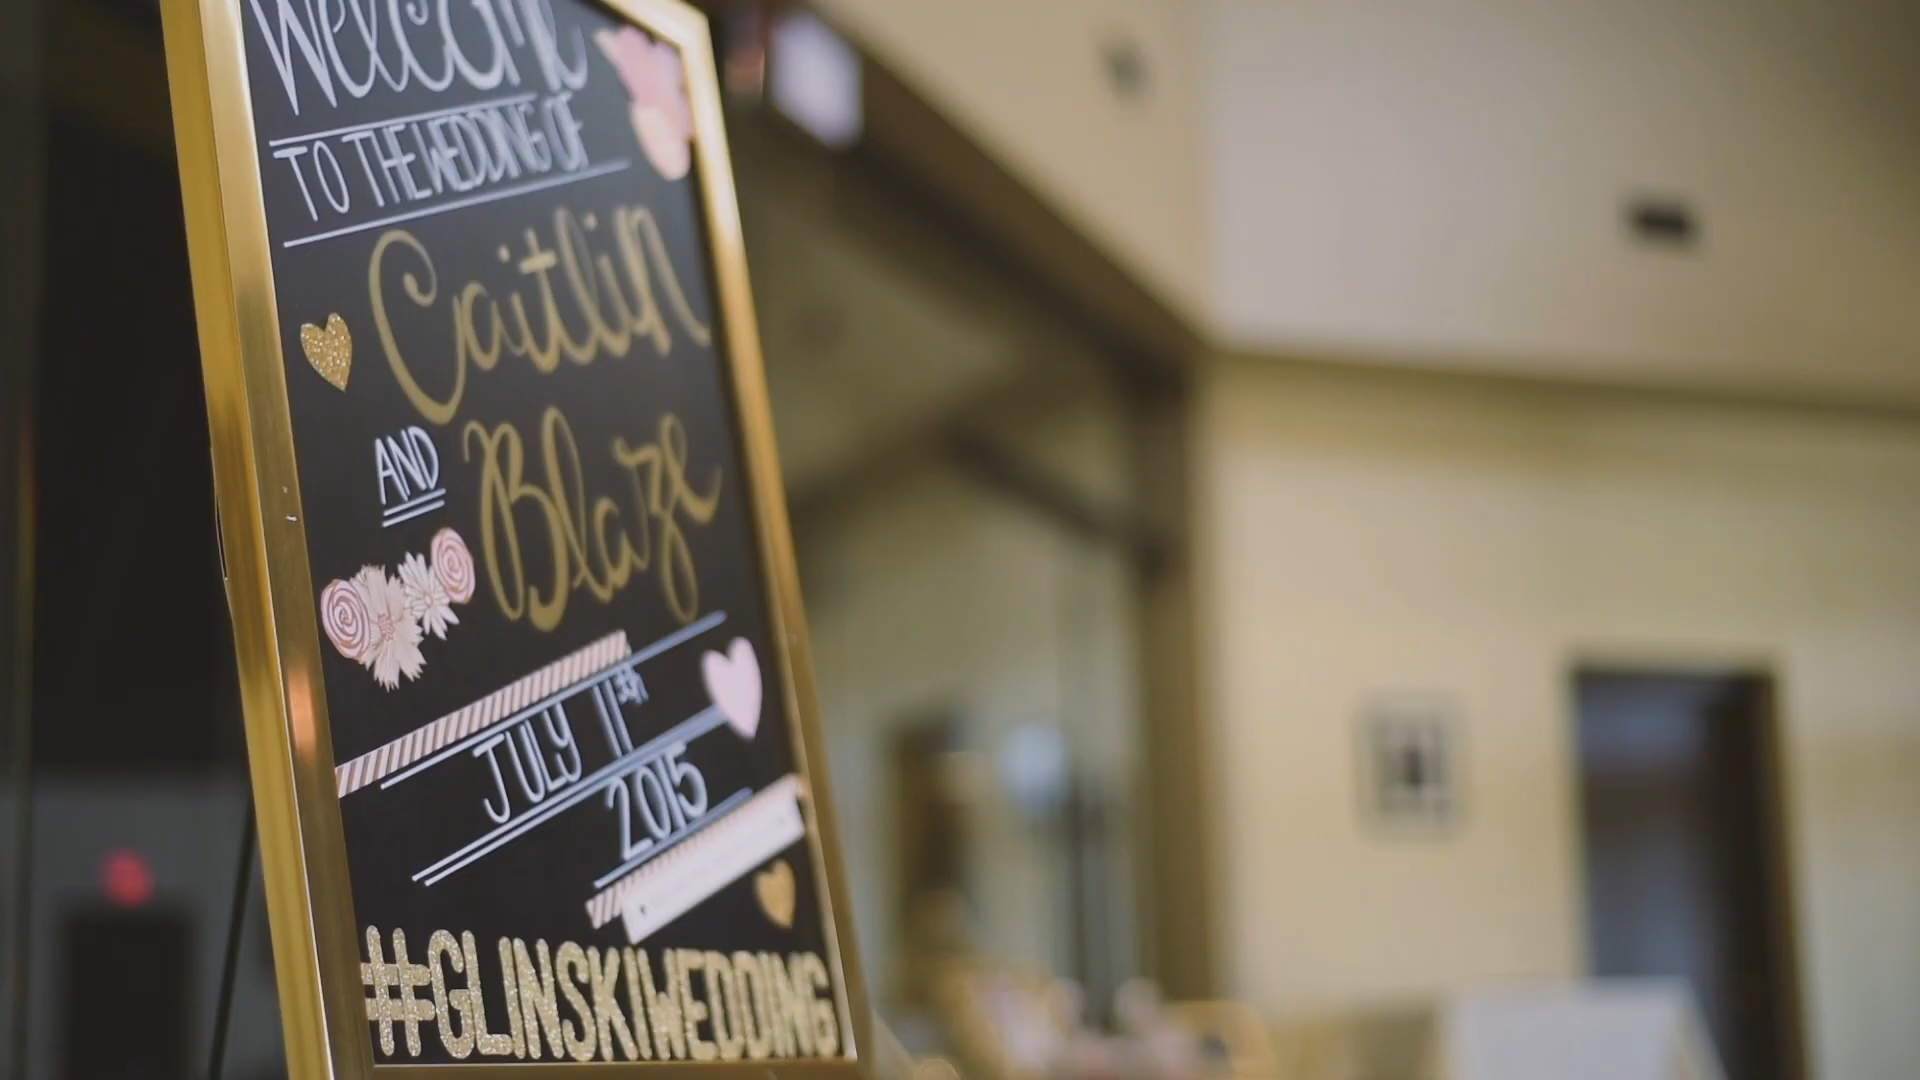 Welcome
TO THE WEDDING OF
Caitlin
AND
Blaze
JULY 11th
2015
#GLINSKIWEDDING